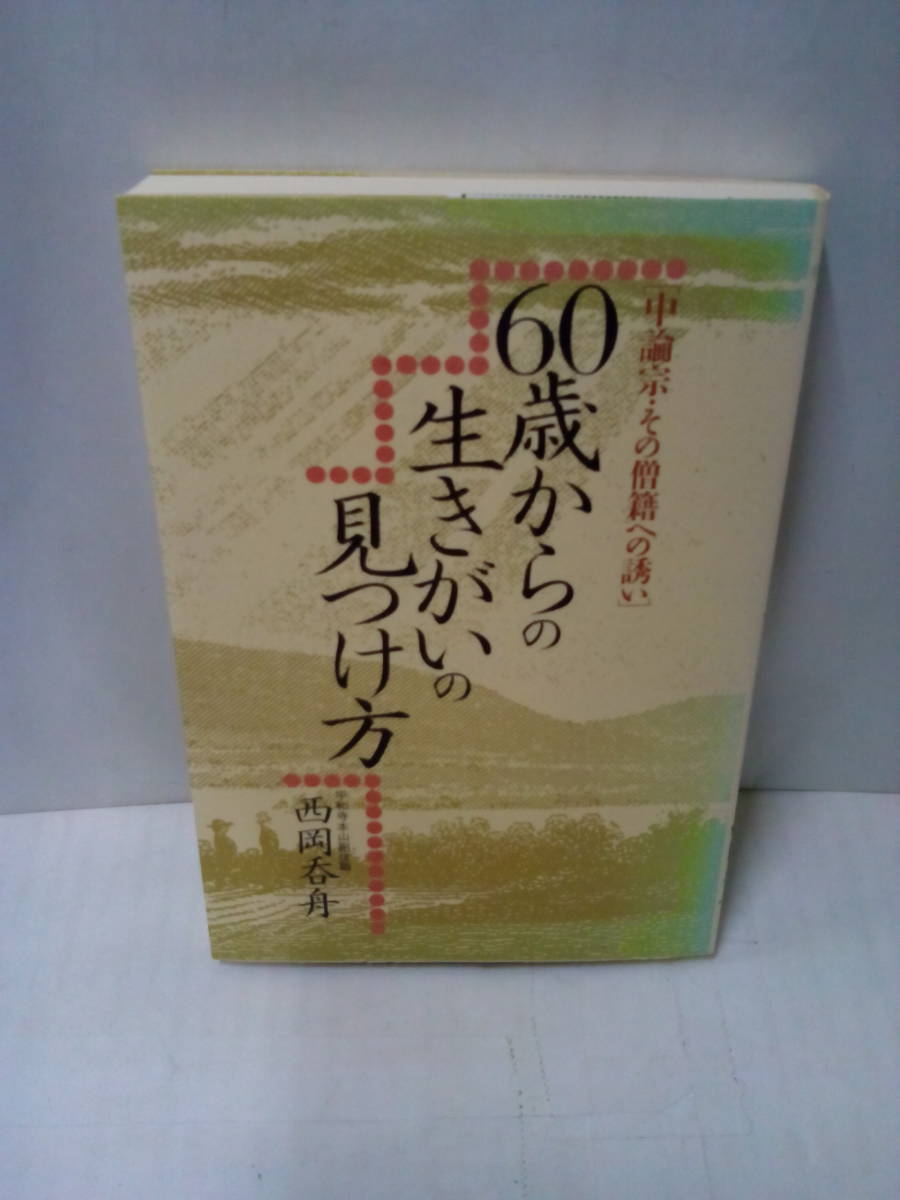 [中論宗・その僧籍への誘い]
60歳からの
生きがいの
見つけ方
西岡呑舟